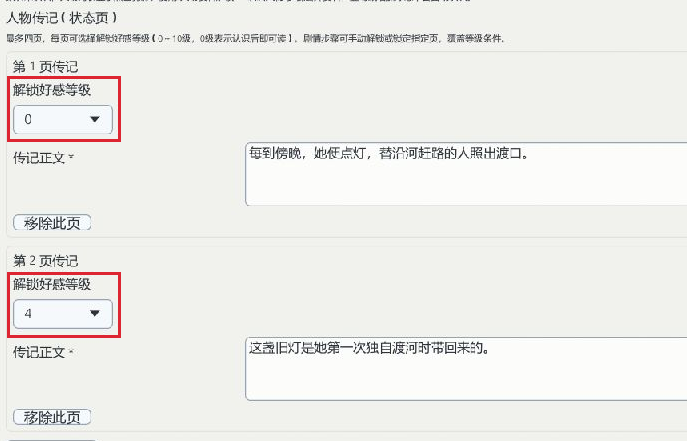 人物传记（状态页）
最多四页，每页可选择解锁好感等级（0~10级，0级表示认识后即可读）。剧情步骤可手动解锁或锁定指定页，覆盖等级条件。
第 1 页传记
解锁好感等级
0
传记正文 *
每到傍晚，她便点灯，替沿河赶路的人照出渡口。
移除此页
第 2 页传记
解锁好感等级
4
传记正文 *
这盏旧灯是她第一次独自渡河时带回来的。
移除此页